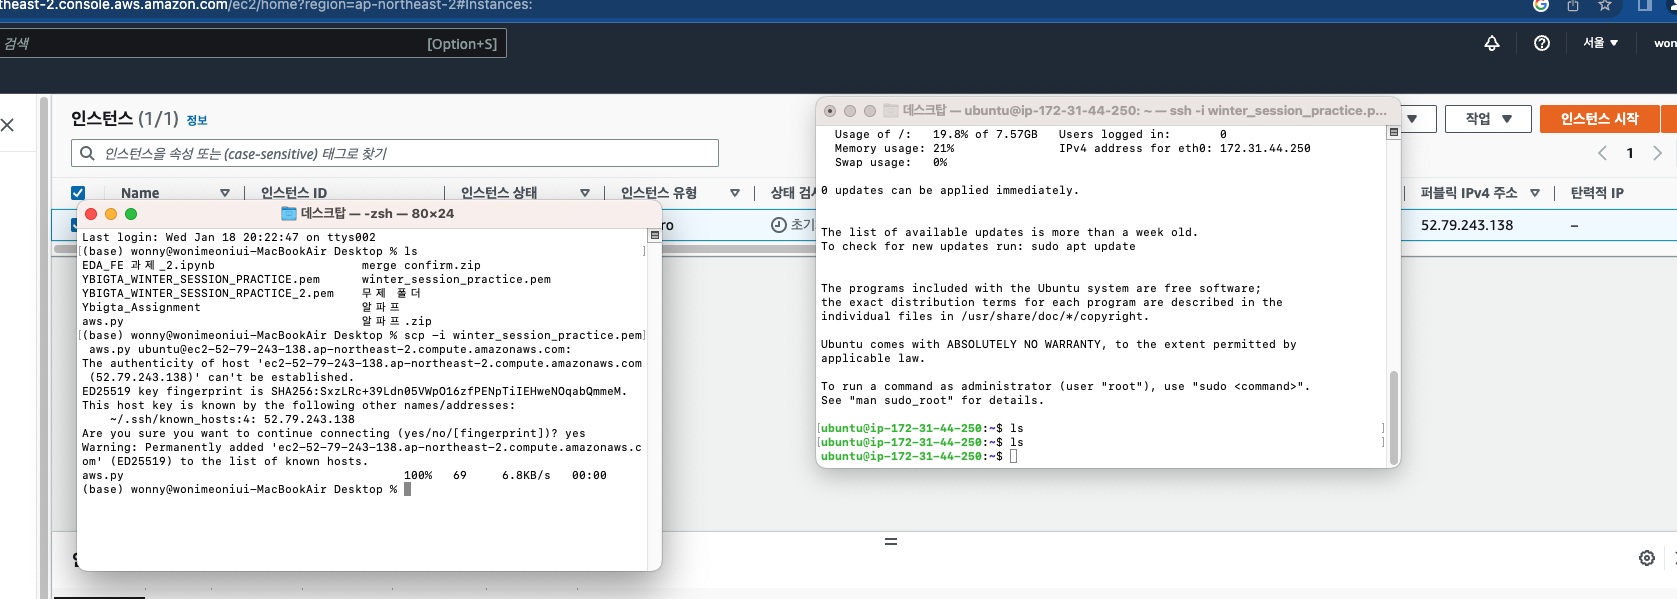 theast-2.console.aws.amazon.com/ec2/home?region=ap-northeast-2#Instances:
검색 [Option+S]
서울 ▼ won
인스턴스 (1/1) 정보
작업 ▼ 인스턴스 시작
인스턴스을 속성 또는 (case-sensitive) 태그로 찾기
1
Name 인스턴스 ID 인스턴스 상태 인스턴스 유형 상태 검사 퍼블릭 IPv4 주소 탄력적 IP
ro 초기 52.79.243.138 –
데스크탑 — -zsh — 80×24
Last login: Wed Jan 18 20:22:47 on ttys002
[(base) wonny@wonimeoniui-MacBookAir Desktop % ls ]
EDA_FE 과제_2.ipynb merge confirm.zip
YBIGTA_WINTER_SESSION_PRACTICE.pem winter_session_practice.pem
YBIGTA_WINTER_SESSION_RPACTICE_2.pem 무제 폴더
Ybigta_Assignment 알파프
aws.py 알파프.zip
[(base) wonny@wonimeoniui-MacBookAir Desktop % scp -i winter_session_practice.pem]
aws.py ubuntu@ec2-52-79-243-138.ap-northeast-2.compute.amazonaws.com:
The authenticity of host 'ec2-52-79-243-138.ap-northeast-2.compute.amazonaws.com
(52.79.243.138)' can't be established.
ED25519 key fingerprint is SHA256:SxzLRc+39Ldn05VWpO16zfPENpTiIEHweNOqabQmmeM.
This host key is known by the following other names/addresses:
~/.ssh/known_hosts:4: 52.79.243.138
Are you sure you want to continue connecting (yes/no/[fingerprint])? yes
Warning: Permanently added 'ec2-52-79-243-138.ap-northeast-2.compute.amazonaws.c
om' (ED25519) to the list of known hosts.
aws.py 100% 69 6.8KB/s 00:00
(base) wonny@wonimeoniui-MacBookAir Desktop %
데스크탑 — ubuntu@ip-172-31-44-250: ~ — ssh -i winter_session_practice.p...
Usage of /: 19.8% of 7.57GB Users logged in: 0
Memory usage: 21% IPv4 address for eth0: 172.31.44.250
Swap usage: 0%
0 updates can be applied immediately.
The list of available updates is more than a week old.
To check for new updates run: sudo apt update
The programs included with the Ubuntu system are free software;
the exact distribution terms for each program are described in the
individual files in /usr/share/doc/*/copyright.
Ubuntu comes with ABSOLUTELY NO WARRANTY, to the extent permitted by
applicable law.
To run a command as administrator (user "root"), use "sudo <command>".
See "man sudo_root" for details.
[ubuntu@ip-172-31-44-250:~$ ls ]
[ubuntu@ip-172-31-44-250:~$ ls ]
ubuntu@ip-172-31-44-250:~$